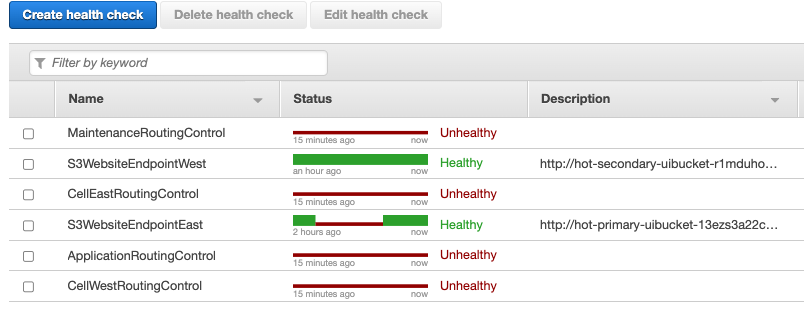 Create health check Delete health check Edit health check
Filter by keyword
Name Status Description
MaintenanceRoutingControl Unhealthy
15 minutes ago now
S3WebsiteEndpointWest Healthy http://hot-secondary-uibucket-r1mduho...
an hour ago now
CellEastRoutingControl Unhealthy
15 minutes ago now
S3WebsiteEndpointEast Healthy http://hot-primary-uibucket-13ezs3a22c...
2 hours ago now
ApplicationRoutingControl Unhealthy
15 minutes ago now
CellWestRoutingControl Unhealthy
15 minutes ago now